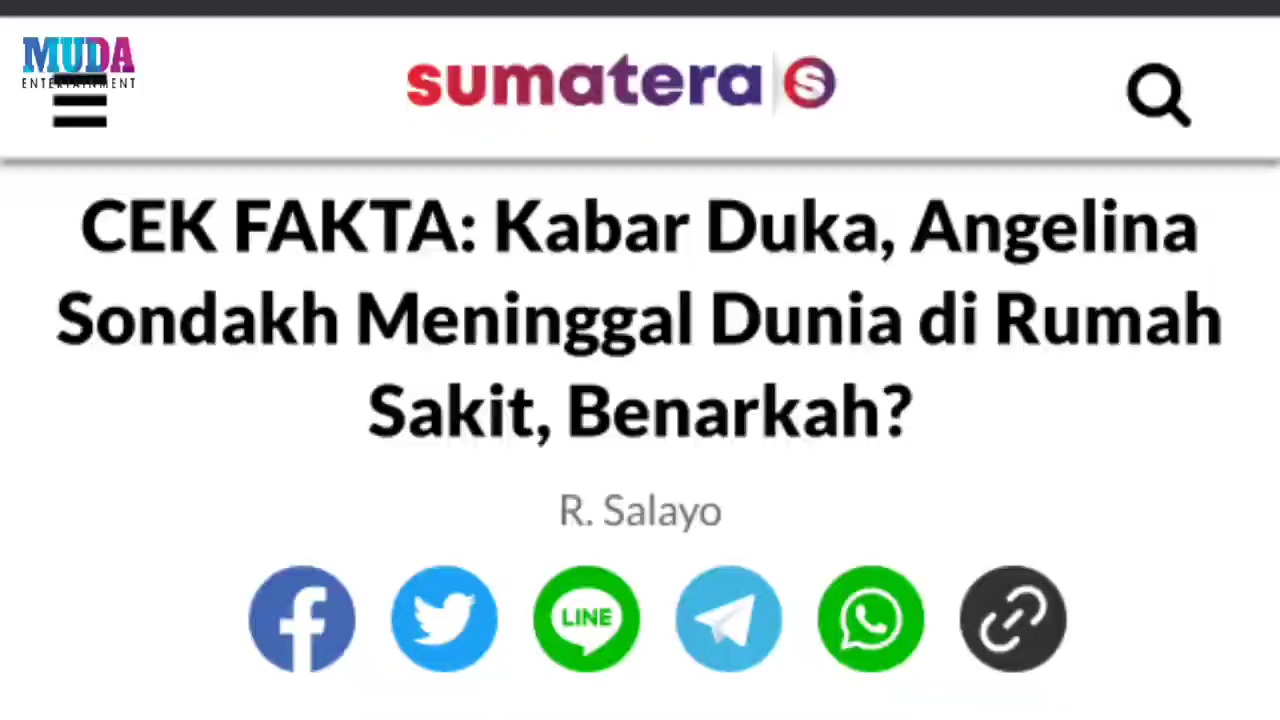 MUDA
ENTERTAINMENT
sumatera S
CEK FAKTA: Kabar Duka, Angelina
Sondakh Meninggal Dunia di Rumah
Sakit, Benarkah?
R. Salayo
LINE